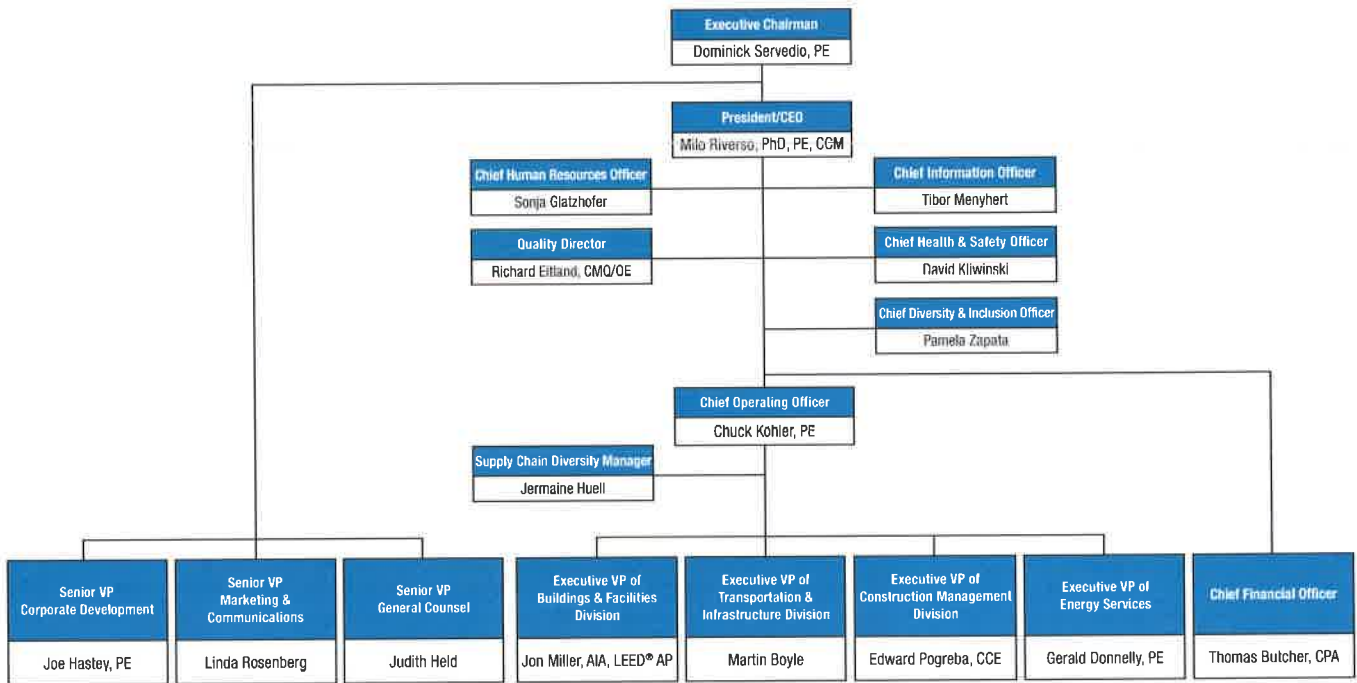 Executive Chairman
Dominick Servedio, PE
President/CEO
Milo Riverso, PhD, PE, CCM
Chief Human Resources Officer
Sonja Glatzhofer
Chief Information Officer
Tibor Menyhert
Quality Director
Richard Eitland, CMQ/OE
Chief Health & Safety Officer
David Kliwinski
Chief Diversity & Inclusion Officer
Pamela Zapata
Chief Operating Officer
Chuck Kohler, PE
Supply Chain Diversity Manager
Jermaine Huell
Senior VP
Corporate Development
Joe Hastey, PE
Senior VP
Marketing &
Communications
Linda Rosenberg
Senior VP
General Counsel
Judith Held
Executive VP of
Buildings & Facilities
Division
Jon Miller, AIA, LEED® AP
Executive VP of
Transportation &
Infrastructure Division
Martin Boyle
Executive VP of
Construction Management
Division
Edward Pogreba, CCE
Executive VP of
Energy Services
Gerald Donnelly, PE
Chief Financial Officer
Thomas Butcher, CPA